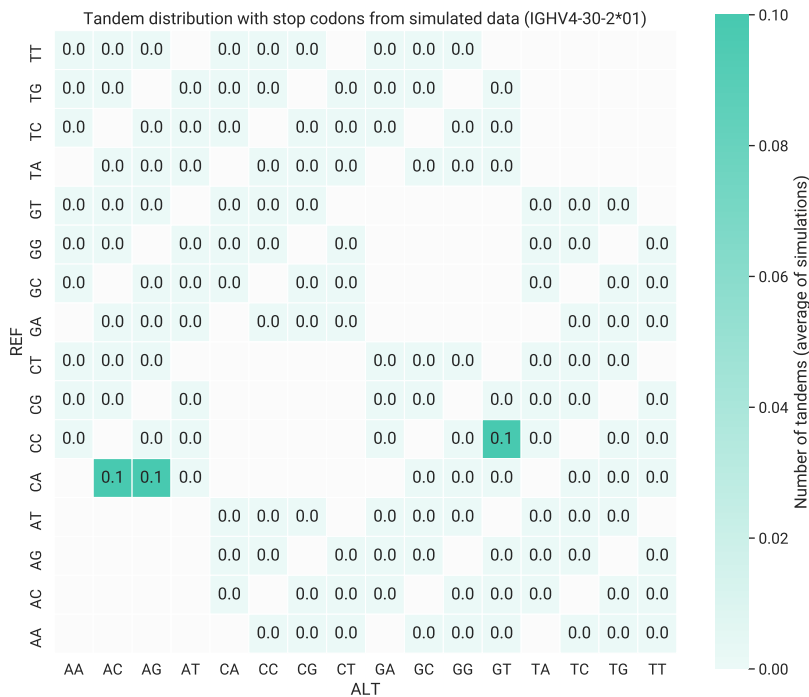 Tandem distribution with stop codons from simulated data (IGHV4-30-2*01)
TT 0.0 0.0 0.0 0.0 0.0 0.0 0.0 0.0 0.0
TG 0.0 0.0 0.0 0.0 0.0 0.0 0.0 0.0 0.0
TC 0.0 0.0 0.0 0.0 0.0 0.0 0.0 0.0 0.0
TA 0.0 0.0 0.0 0.0 0.0 0.0 0.0 0.0 0.0
GT 0.0 0.0 0.0 0.0 0.0 0.0 0.0 0.0 0.0
GG 0.0 0.0 0.0 0.0 0.0 0.0 0.0 0.0 0.0
GC 0.0 0.0 0.0 0.0 0.0 0.0 0.0 0.0 0.0
GA 0.0 0.0 0.0 0.0 0.0 0.0 0.0 0.0 0.0
CT 0.0 0.0 0.0 0.0 0.0 0.0 0.0 0.0 0.0
CG 0.0 0.0 0.0 0.0 0.0 0.0 0.0 0.0 0.0
CC 0.0 0.0 0.0 0.0 0.0 0.1 0.0 0.0 0.0
CA 0.1 0.1 0.0 0.0 0.0 0.0 0.0 0.0 0.0
AT 0.0 0.0 0.0 0.0 0.0 0.0 0.0 0.0 0.0
AG 0.0 0.0 0.0 0.0 0.0 0.0 0.0 0.0 0.0
AC 0.0 0.0 0.0 0.0 0.0 0.0 0.0 0.0 0.0
AA 0.0 0.0 0.0 0.0 0.0 0.0 0.0 0.0 0.0
AA AC AG AT CA CC CG CT GA GC GG GT TA TC TG TT
ALT
REF
0.10
0.08
0.06
0.04
0.02
0.00
Number of tandems (average of simulations)